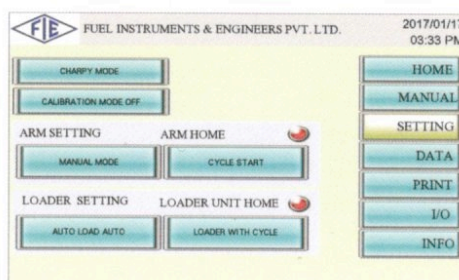 FIE FUEL INSTRUMENTS & ENGINEERS PVT. LTD. 2017/01/17
03:33 PM
CHARPY MODE
CALIBRATION MODE OFF
ARM SETTING ARM HOME
MANUAL MODE CYCLE START
LOADER SETTING LOADER UNIT HOME
AUTO LOAD AUTO LOADER WITH CYCLE
HOME
MANUAL
SETTING
DATA
PRINT
I/O
INFO